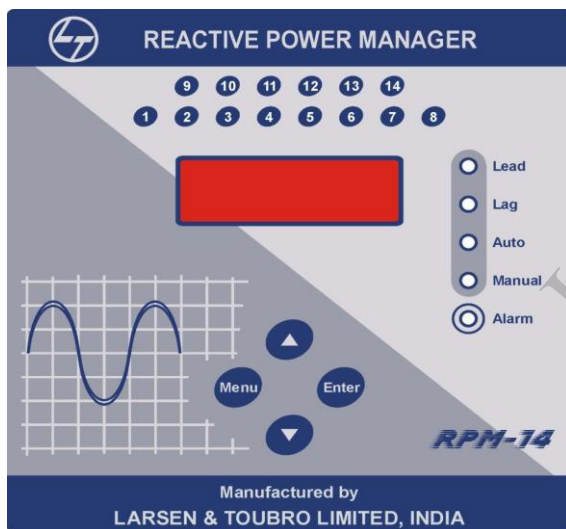 LT
REACTIVE POWER MANAGER
9 10 11 12 13 14
1 2 3 4 5 6 7 8
Lead
Lag
Auto
Manual
Alarm
Menu Enter
RPM-14
Manufactured by
LARSEN & TOUBRO LIMITED, INDIA